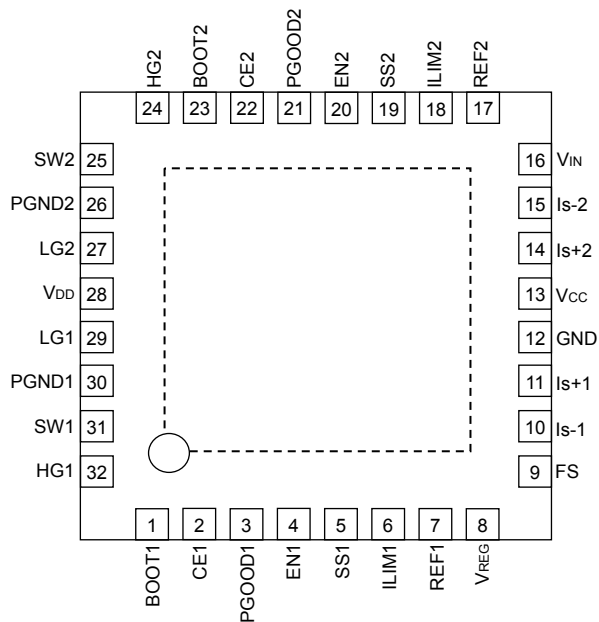 HG2 BOOT2 CE2 PGOOD2 EN2 SS2 ILIM2 REF2
24 23 22 21 20 19 18 17
SW2 25 16 VIN
PGND2 26 15 Is-2
LG2 27 14 Is+2
VDD 28 13 VCC
LG1 29 12 GND
PGND1 30 11 Is+1
SW1 31 10 Is-1
HG1 32 9 FS
1 2 3 4 5 6 7 8
BOOT1 CE1 PGOOD1 EN1 SS1 ILIM1 REF1 VREG